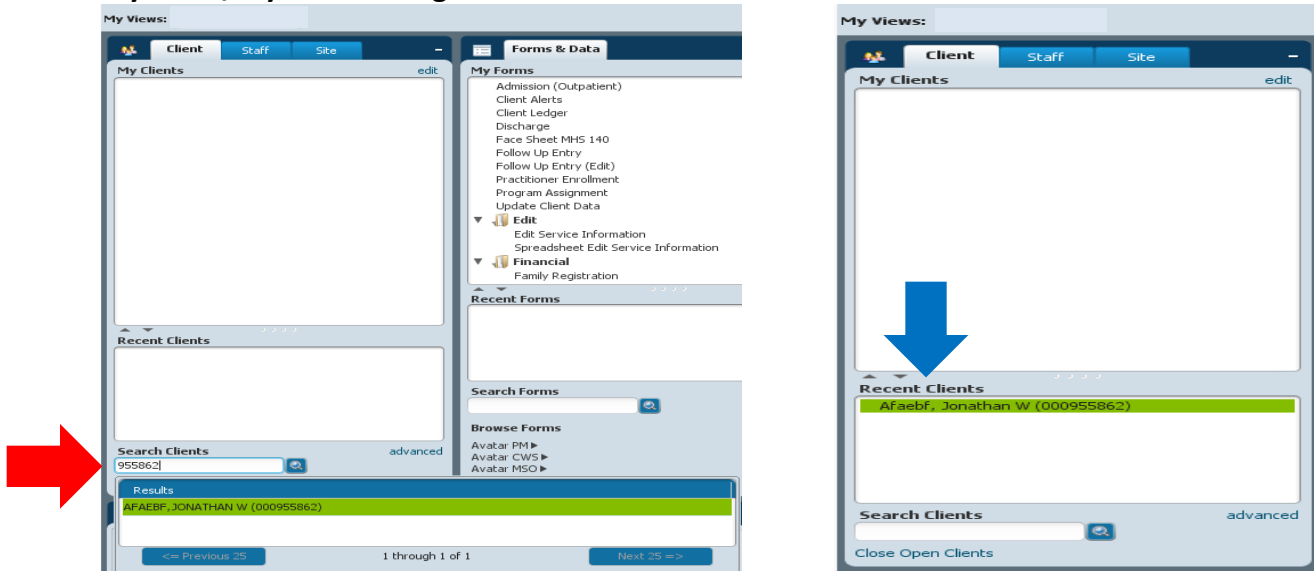 My Views:
Client Staff Site –
My Clients edit
Recent Clients
Search Clients advanced
955862
Results
AFAEBF,JONATHAN W (000955862)
<= Previous 25 1 through 1 of 1 Next 25 =>
Forms & Data
My Forms
Admission (Outpatient)
Client Alerts
Client Ledger
Discharge
Face Sheet MHS 140
Follow Up Entry
Follow Up Entry (Edit)
Practitioner Enrollment
Program Assignment
Update Client Data
Edit
Edit Service Information
Spreadsheet Edit Service Information
Financial
Family Registration
Recent Forms
Search Forms
Browse Forms
Avatar PM
Avatar CWS
Avatar MSO
My Views:
Client Staff Site –
My Clients edit
Recent Clients
Afaebf, Jonathan W (000955862)
Search Clients advanced
Close Open Clients